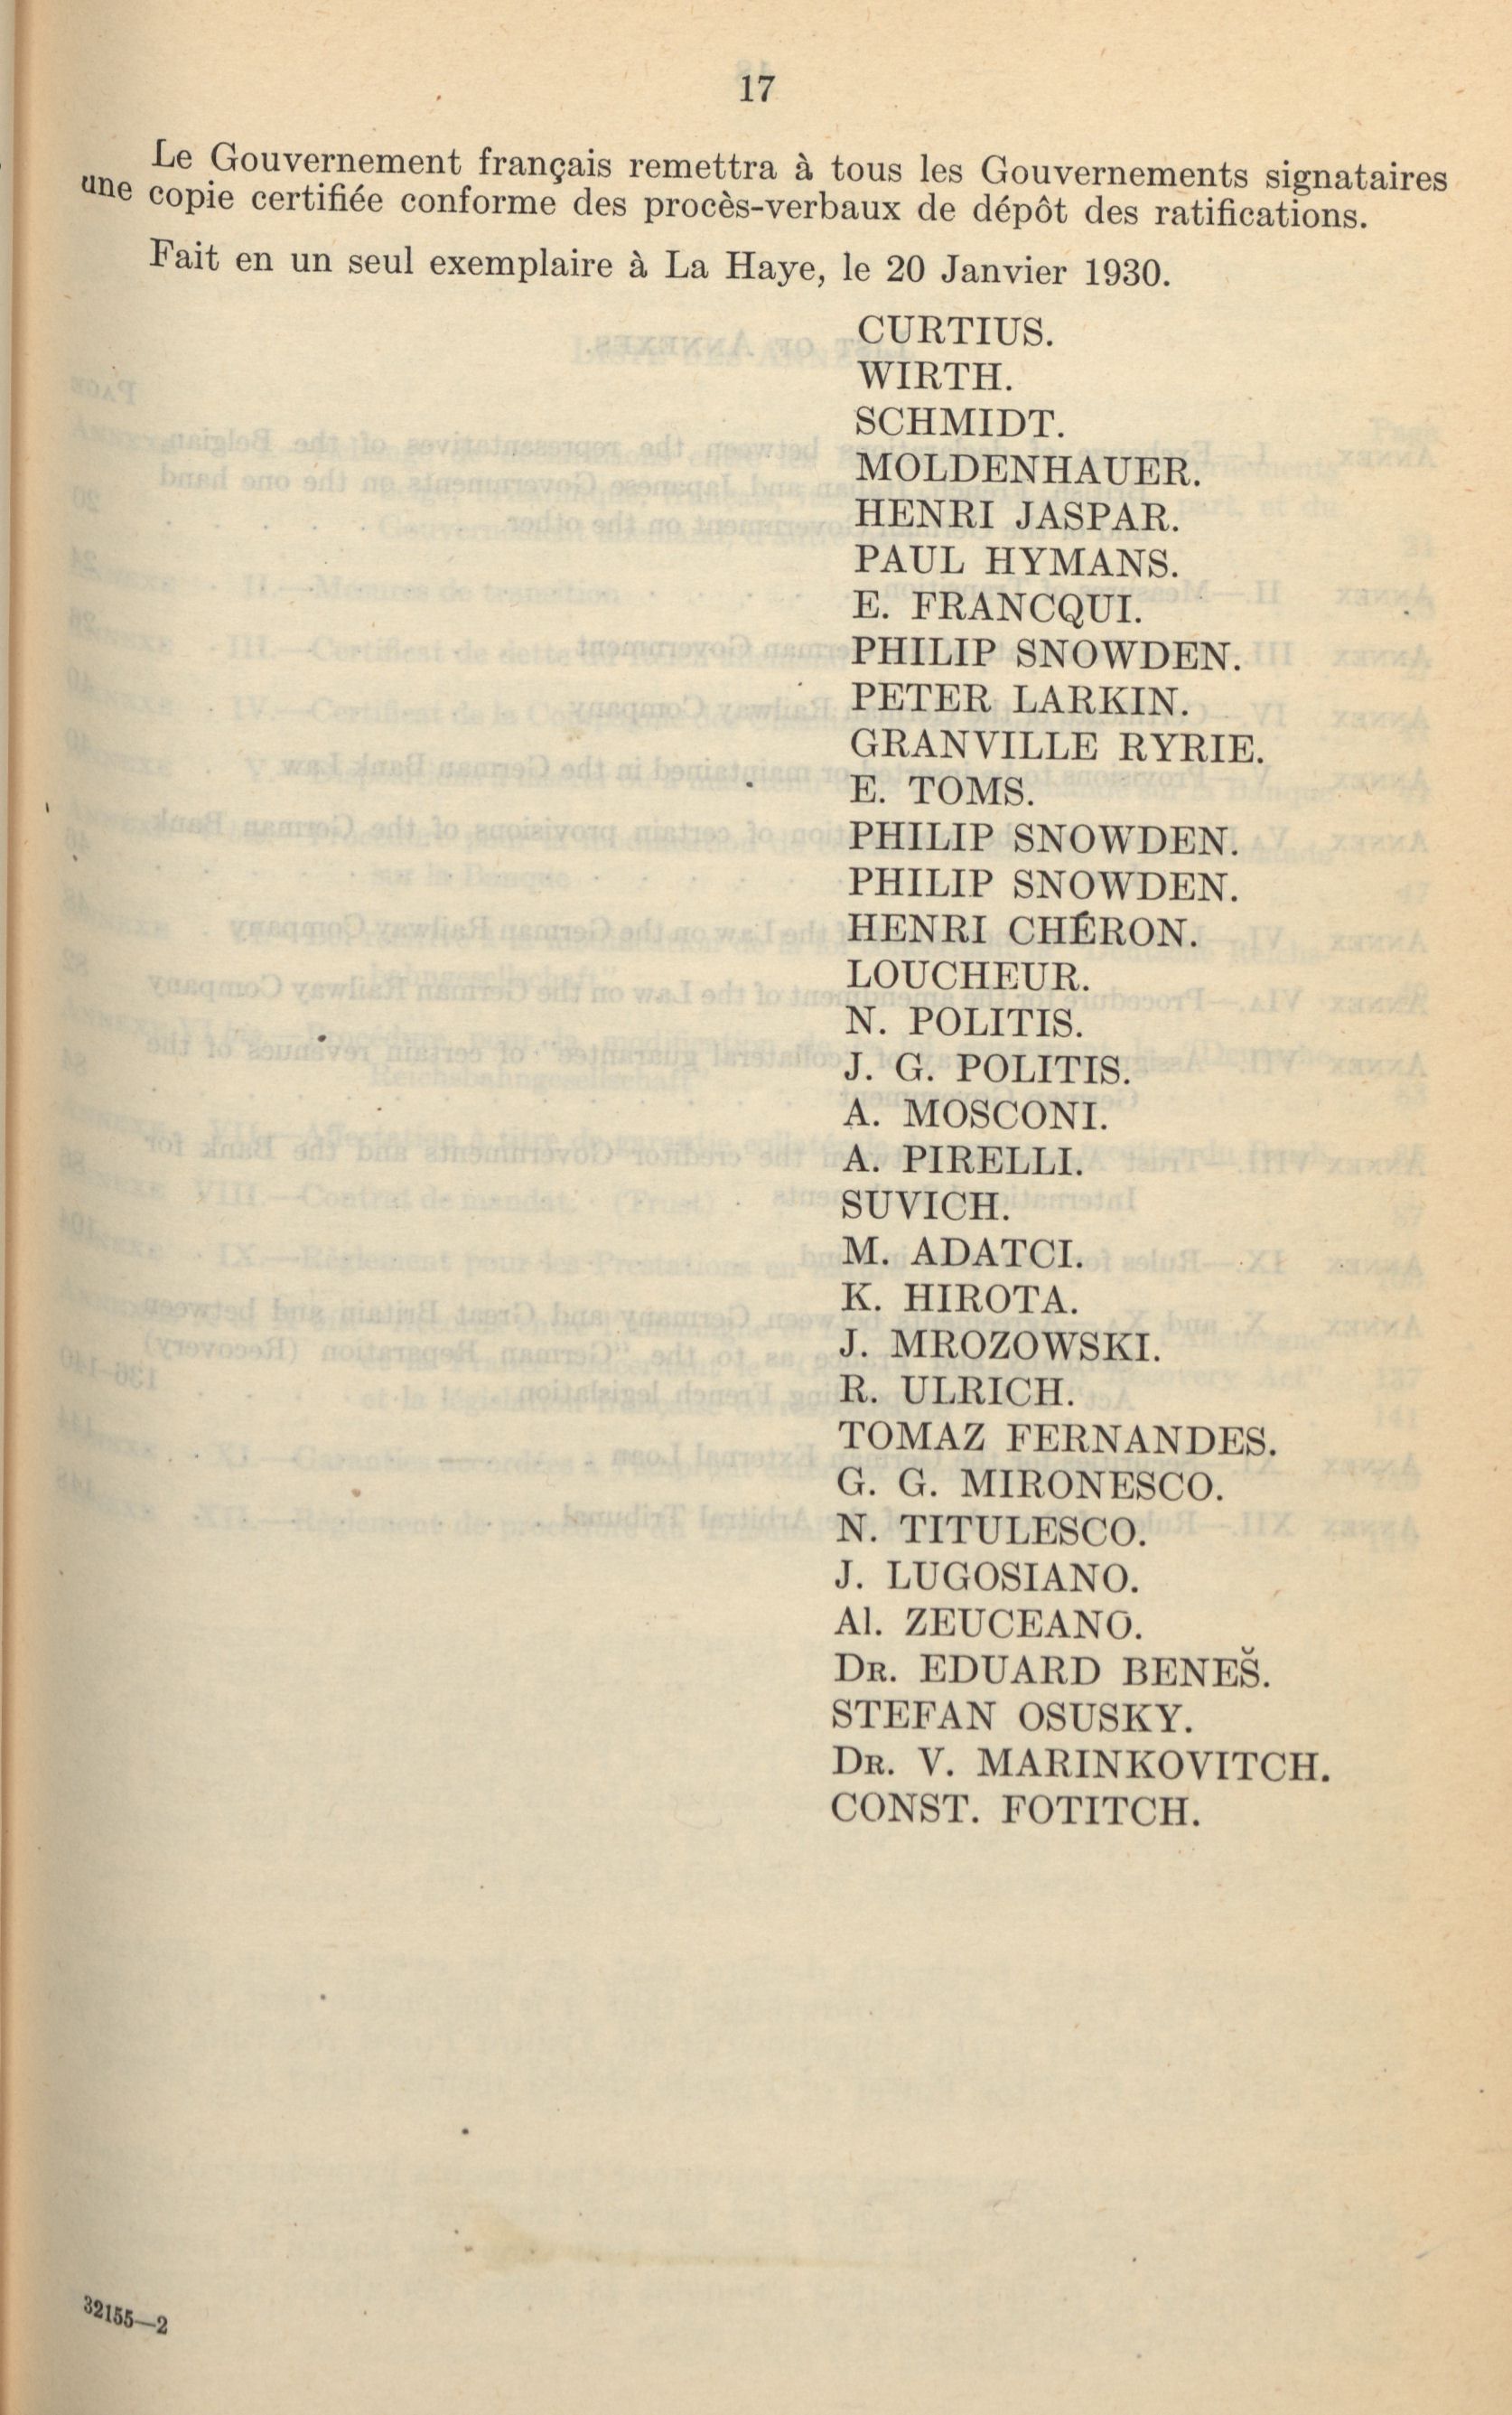 17
Le Gouvernement français remettra à tous les Gouvernements signataires
une copie certifiée conforme des procès-verbaux de dépôt des ratifications.
Fait en un seul exemplaire à La Haye, le 20 Janvier 1930.
CURTIUS.
WIRTH.
SCHMIDT.
MOLDENHAUER.
HENRI JASPAR.
PAUL HYMANS.
E. FRANCQUI.
PHILIP SNOWDEN.
PETER LARKIN.
GRANVILLE RYRIE.
E. TOMS.
PHILIP SNOWDEN.
PHILIP SNOWDEN.
HENRI CHÉRON.
LOUCHEUR.
N. POLITIS.
J. G. POLITIS.
A. MOSCONI.
A. PIRELLI.
SUVICH.
M. ADATCI.
K. HIROTA.
J. MROZOWSKI.
R. ULRICH.
TOMAZ FERNANDES.
G. G. MIRONESCO.
N. TITULESCO.
J. LUGOSIANO.
Al. ZEUCEANO.
DR. EDUARD BENEŠ.
STEFAN OSUSKY.
DR. V. MARINKOVITCH.
CONST. FOTITCH.
32155—2